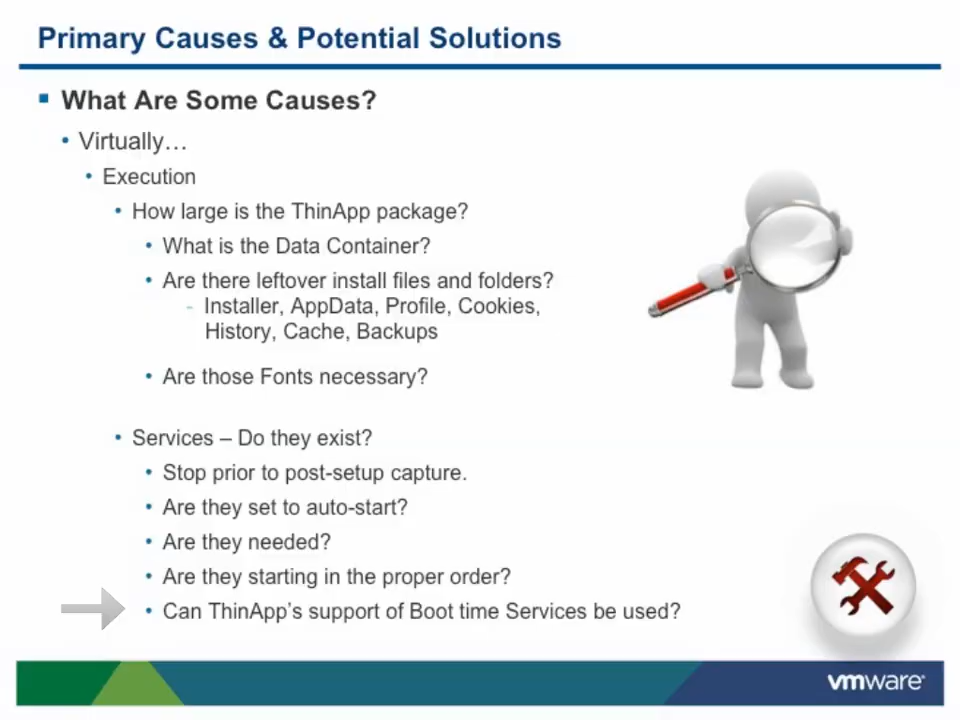 Primary Causes & Potential Solutions
What Are Some Causes?
Virtually…
Execution
How large is the ThinApp package?
What is the Data Container?
Are there leftover install files and folders?
- Installer, AppData, Profile, Cookies,
History, Cache, Backups
Are those Fonts necessary?
Services – Do they exist?
Stop prior to post-setup capture.
Are they set to auto-start?
Are they needed?
Are they starting in the proper order?
Can ThinApp's support of Boot time Services be used?
vmware